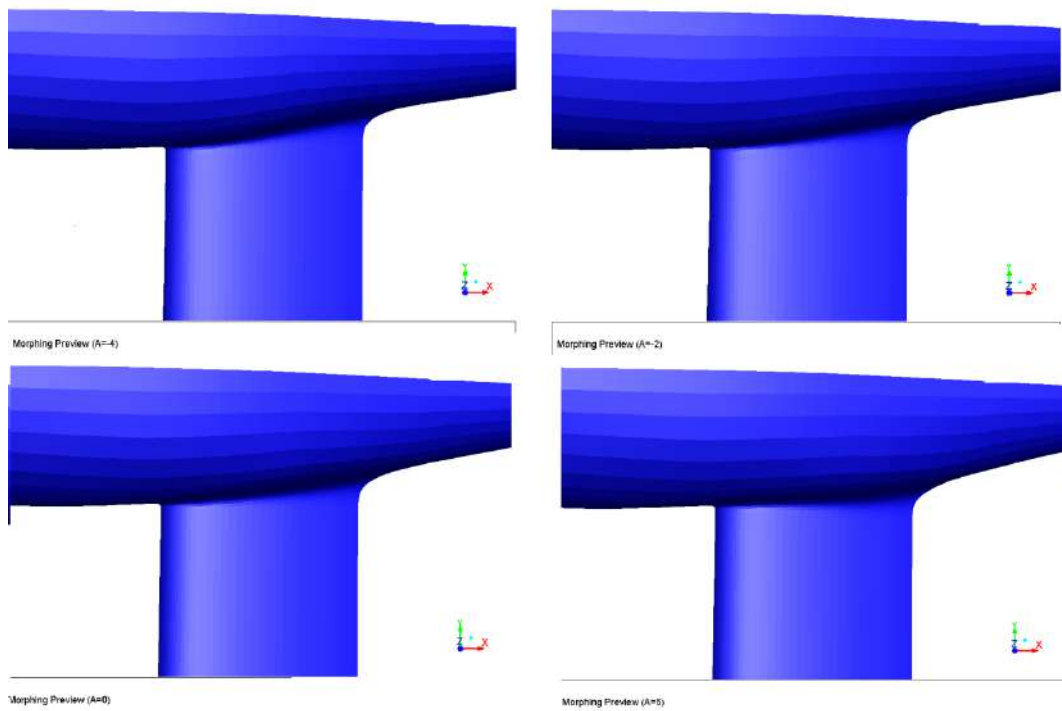 Y
Z
X
Morphing Preview (A=-4)
Y
Z
X
Morphing Preview (A=-2)
Y
Z
X
Morphing Preview (A=0)
Y
Z
X
Morphing Preview (A=5)